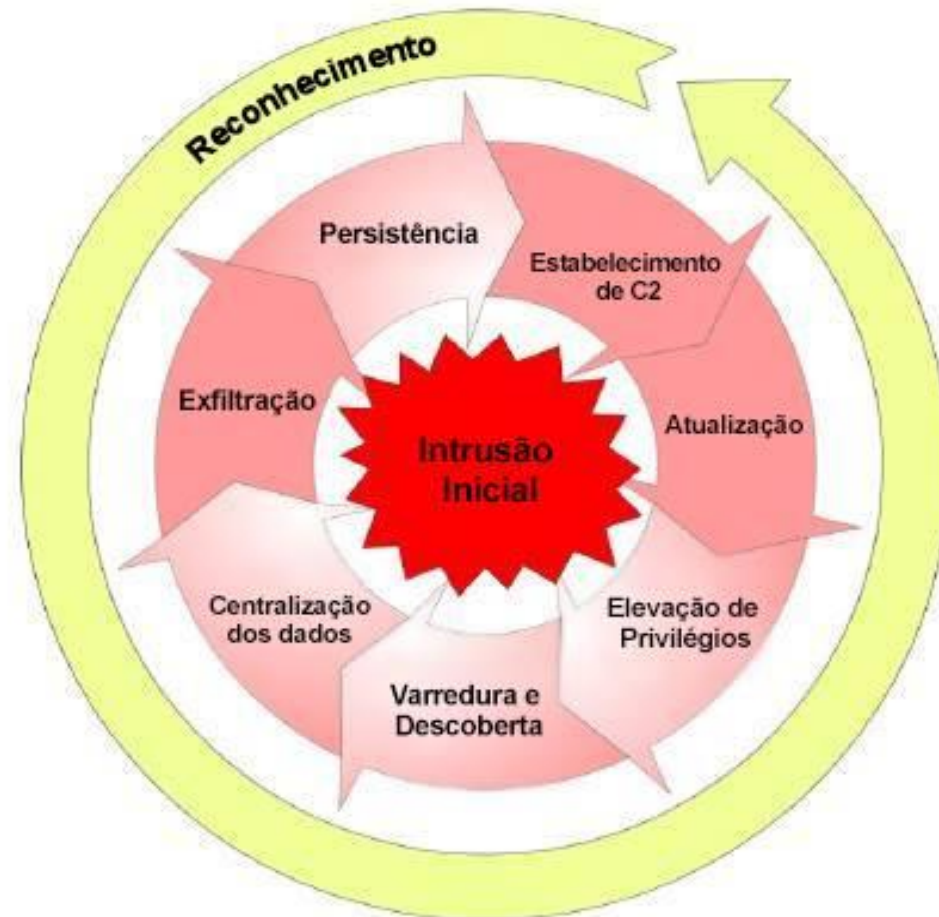 Reconhecimento
Persistência
Estabelecimento
de C2
Atualização
Elevação de
Privilégios
Varredura e
Descoberta
Centralização
dos dados
Exfiltração
Intrusão
Inicial